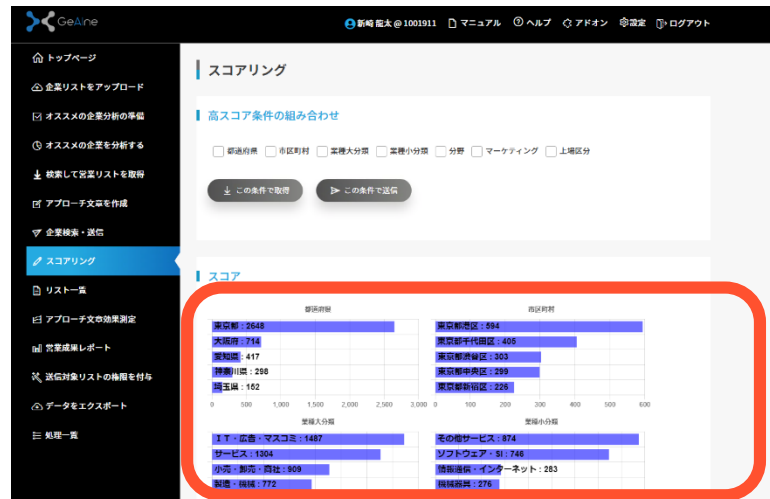 GeAIne
新崎 龍太 @ 1001911 マニュアル ヘルプ アドオン 設定 ログアウト
トップページ
企業リストをアップロード
オススメの企業分析の準備
オススメの企業を分析する
検索して営業リストを取得
アプローチ文章を作成
企業検索・送信
スコアリング
リスト一覧
アプローチ文章効果測定
営業成果レポート
送信対象リストの権限を付与
データをエクスポート
処理一覧
スコアリング
高スコア条件の組み合わせ
都道府県 市区町村 業種大分類 業種小分類 分野 マーケティング 上場区分
この条件で取得 この条件で送信
スコア
都道府県
東京都 : 2648
大阪府 : 714
愛知県 : 417
神奈川県 : 298
埼玉県 : 152
0 500 1,000 1,500 2,000 2,500 3,000
市区町村
東京都港区 : 594
東京都千代田区 : 405
東京都渋谷区 : 303
東京都中央区 : 299
東京都新宿区 : 226
0 100 200 300 400 500 600
業種大分類
IT・広告・マスコミ : 1487
サービス : 1304
小売・卸売・商社 : 909
製造・機械 : 772
業種小分類
その他サービス : 874
ソフトウェア・SI : 746
情報通信・インターネット : 283
機械器具 : 276